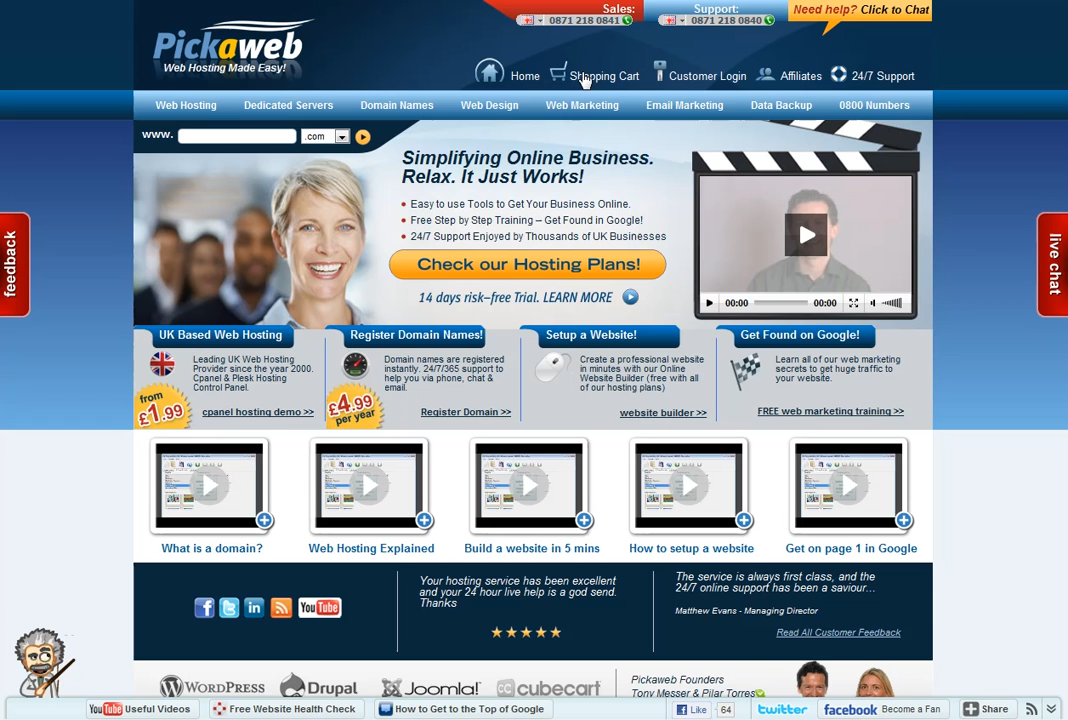 Sales:
0871 218 0841
Support:
0871 218 0840
Need help? Click to Chat
Pickaweb
Web Hosting Made Easy!
Home
Shopping Cart
Customer Login
Affiliates
24/7 Support
Web Hosting
Dedicated Servers
Domain Names
Web Design
Web Marketing
Email Marketing
Data Backup
0800 Numbers
www.
.com
Simplifying Online Business.
Relax. It Just Works!
Easy to use Tools to Get Your Business Online.
Free Step by Step Training – Get Found in Google!
24/7 Support Enjoyed by Thousands of UK Businesses
Check our Hosting Plans!
14 days risk–free Trial. LEARN MORE
00:00
00:00
feedback
live chat
UK Based Web Hosting
Leading UK Web Hosting
Provider since the year 2000.
Cpanel & Plesk Hosting
Control Panel.
from
£1.99
cpanel hosting demo >>
Register Domain Names!
Domain names are registered
instantly. 24/7/365 support to
help you via phone, chat &
email.
£4.99
per year
Register Domain >>
Setup a Website!
Create a professional website
in minutes with our Online
Website Builder (free with all
of our hosting plans)
website builder >>
Get Found on Google!
Learn all of our web marketing
secrets to get huge traffic to
your website.
FREE web marketing training >>
What is a domain?
Web Hosting Explained
Build a website in 5 mins
How to setup a website
Get on page 1 in Google
You Tube
Your hosting service has been excellent
and your 24 hour live help is a god send.
Thanks
The service is always first class, and the
24/7 online support has been a saviour...
Matthew Evans - Managing Director
Read All Customer Feedback
WORDPRESS
Drupal
Joomla!
cubecart
Pickaweb Founders
Tony Messer & Pilar Torres
You Tube Useful Videos
Free Website Health Check
How to Get to the Top of Google
Like
64
twitter
facebook Become a Fan
Share